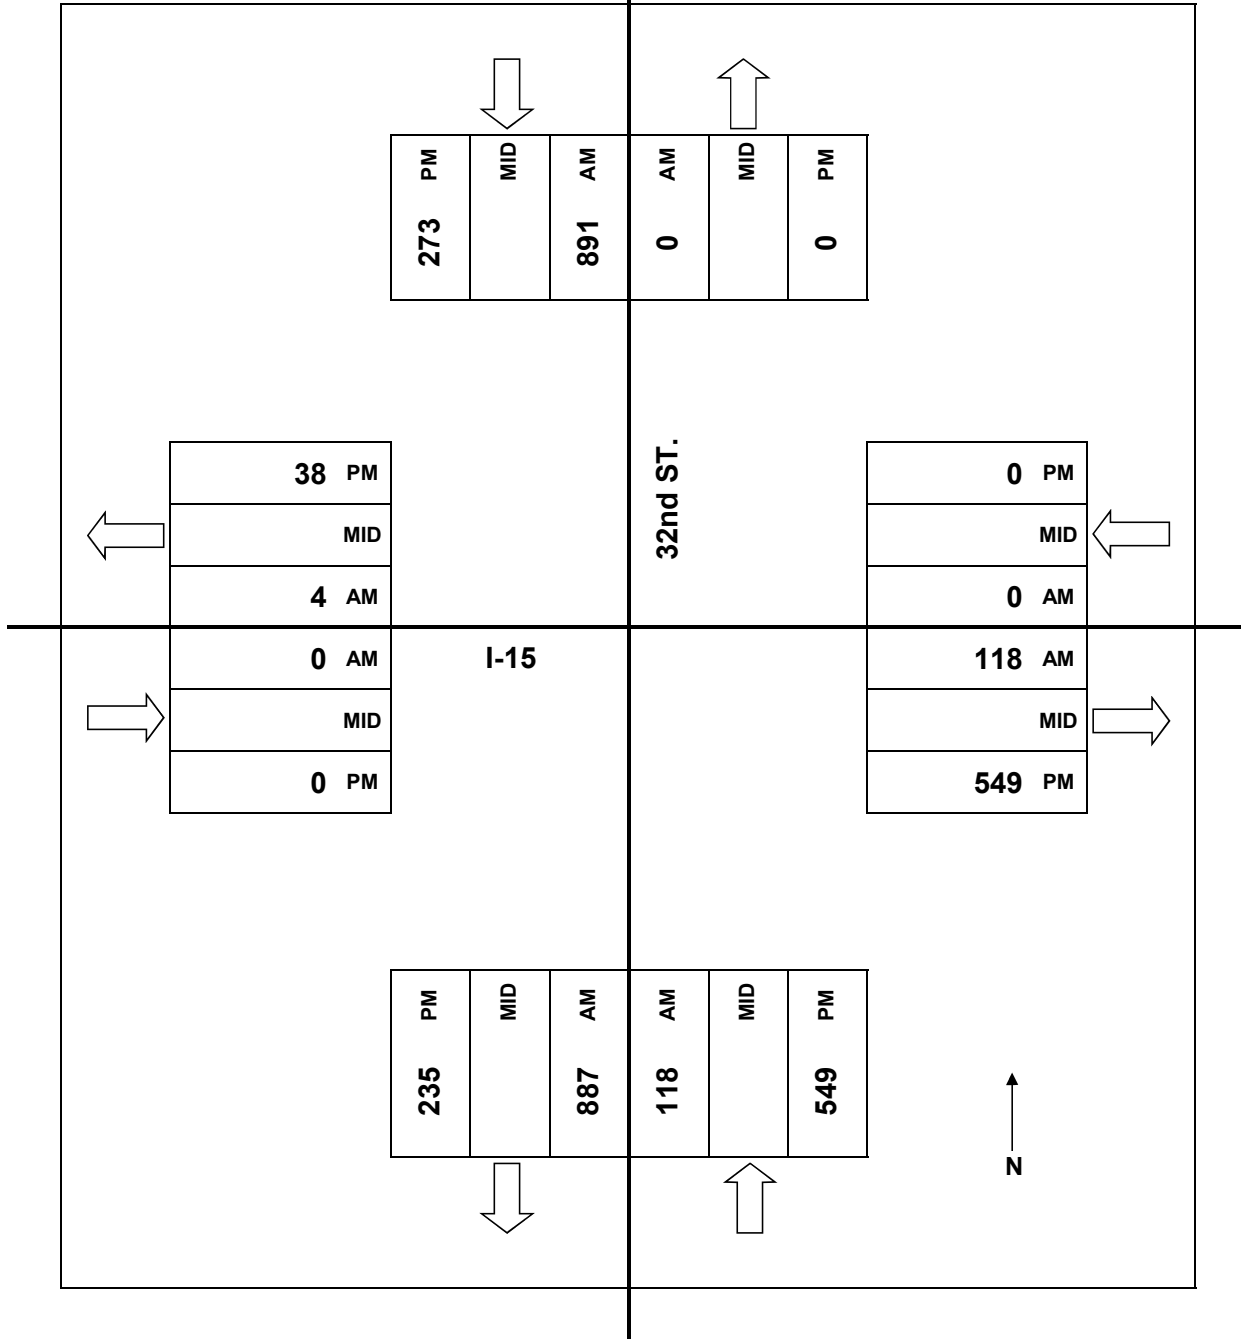 PM MID AM AM MID PM
273 891 0 0
32nd ST.
38 PM
MID
4 AM
0 AM
MID
0 PM
I-15
0 PM
MID
0 AM
118 AM
MID
549 PM
PM MID AM AM MID PM
235 887 118 549
N